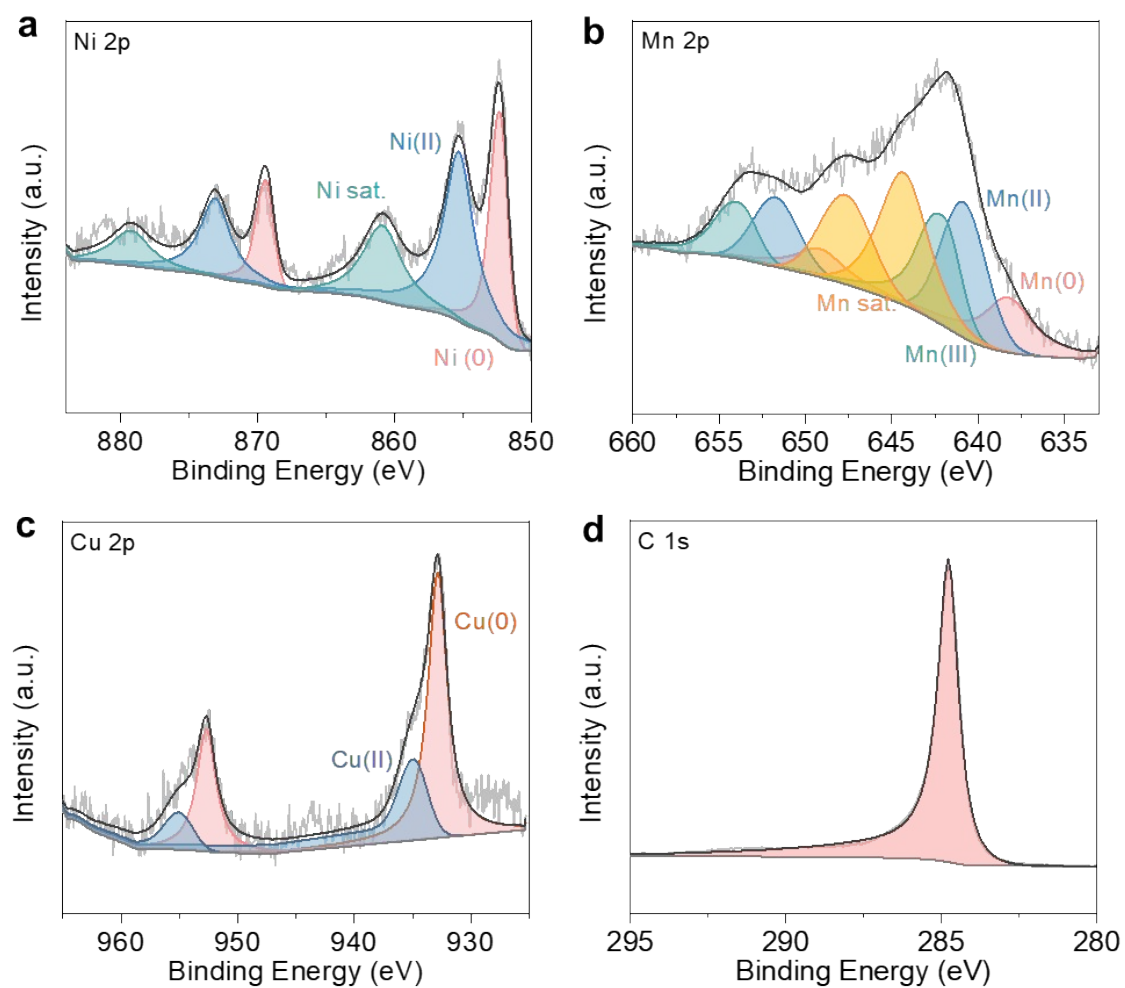 a
Ni 2p
Ni(II)
Ni sat.
Ni (0)
Intensity (a.u.)
880 870 860 850
Binding Energy (eV)
b
Mn 2p
Mn(II)
Mn(0)
Mn sat.
Mn(III)
Intensity (a.u.)
660 655 650 645 640 635
Binding Energy (eV)
c
Cu 2p
Cu(0)
Cu(II)
Intensity (a.u.)
960 950 940 930
Binding Energy (eV)
d
C 1s
Intensity (a.u.)
295 290 285 280
Binding Energy (eV)